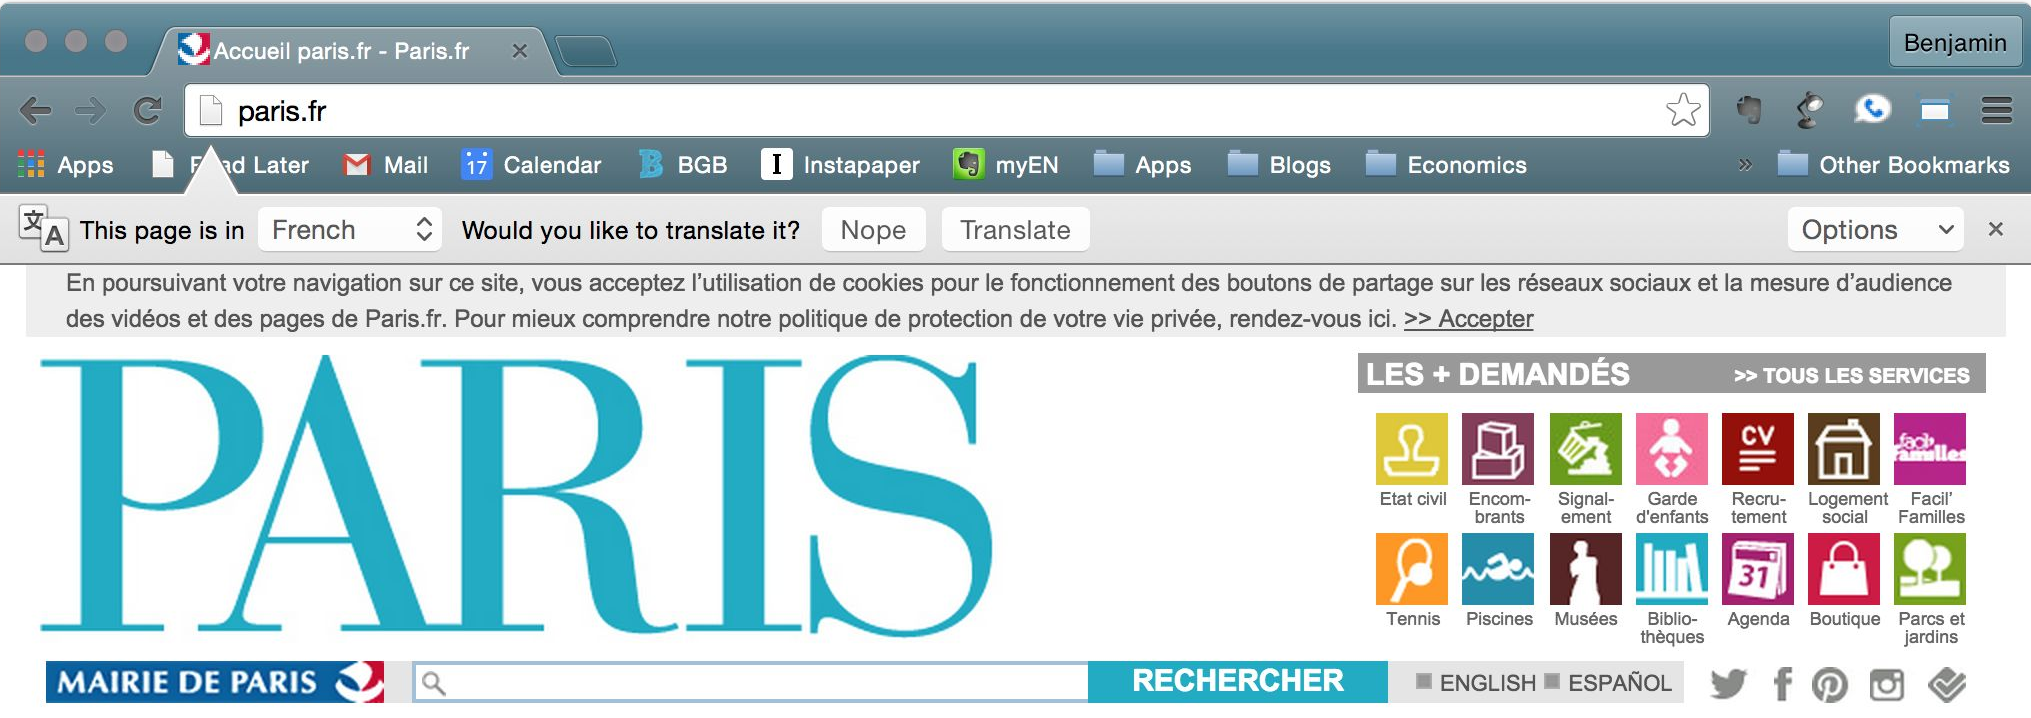 Accueil paris.fr - Paris.fr
Benjamin
paris.fr
Apps
Later
Mail
17
Calendar
BGB
I
Instapaper
myEN
Apps
Blogs
Economics
»
Other Bookmarks
文
A
This page is in
French
Would you like to translate it?
Nope
Translate
Options
En poursuivant votre navigation sur ce site, vous acceptez l’utilisation de cookies pour le fonctionnement des boutons de partage sur les réseaux sociaux et la mesure d’audience
des vidéos et des pages de Paris.fr. Pour mieux comprendre notre politique de protection de votre vie privée, rendez-vous ici. >> Accepter
PARIS
LES + DEMANDÉS
>> TOUS LES SERVICES
CV
facil'
familles
Etat civil
Encom-
brants
Signal-
ement
Garde
d'enfants
Recru-
tement
Logement
social
Facil’
Familles
31
Tennis
Piscines
Musées
Biblio-
thèques
Agenda
Boutique
Parcs et
jardins
MAIRIE DE PARIS
RECHERCHER
ENGLISH
ESPAÑOL